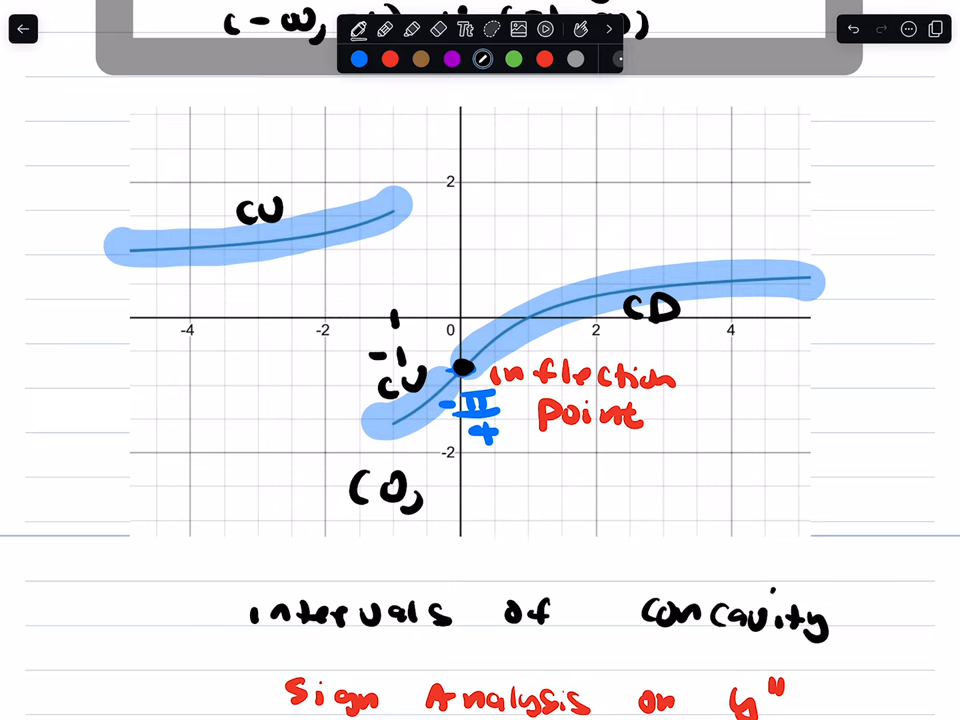 (-∞,
Tt
2
CU
-4
-2
0
2
4
CD
-1
CU
inflection
-π/4
Point
-2
(0,
intervals of concavity
Sign Analysis on y"